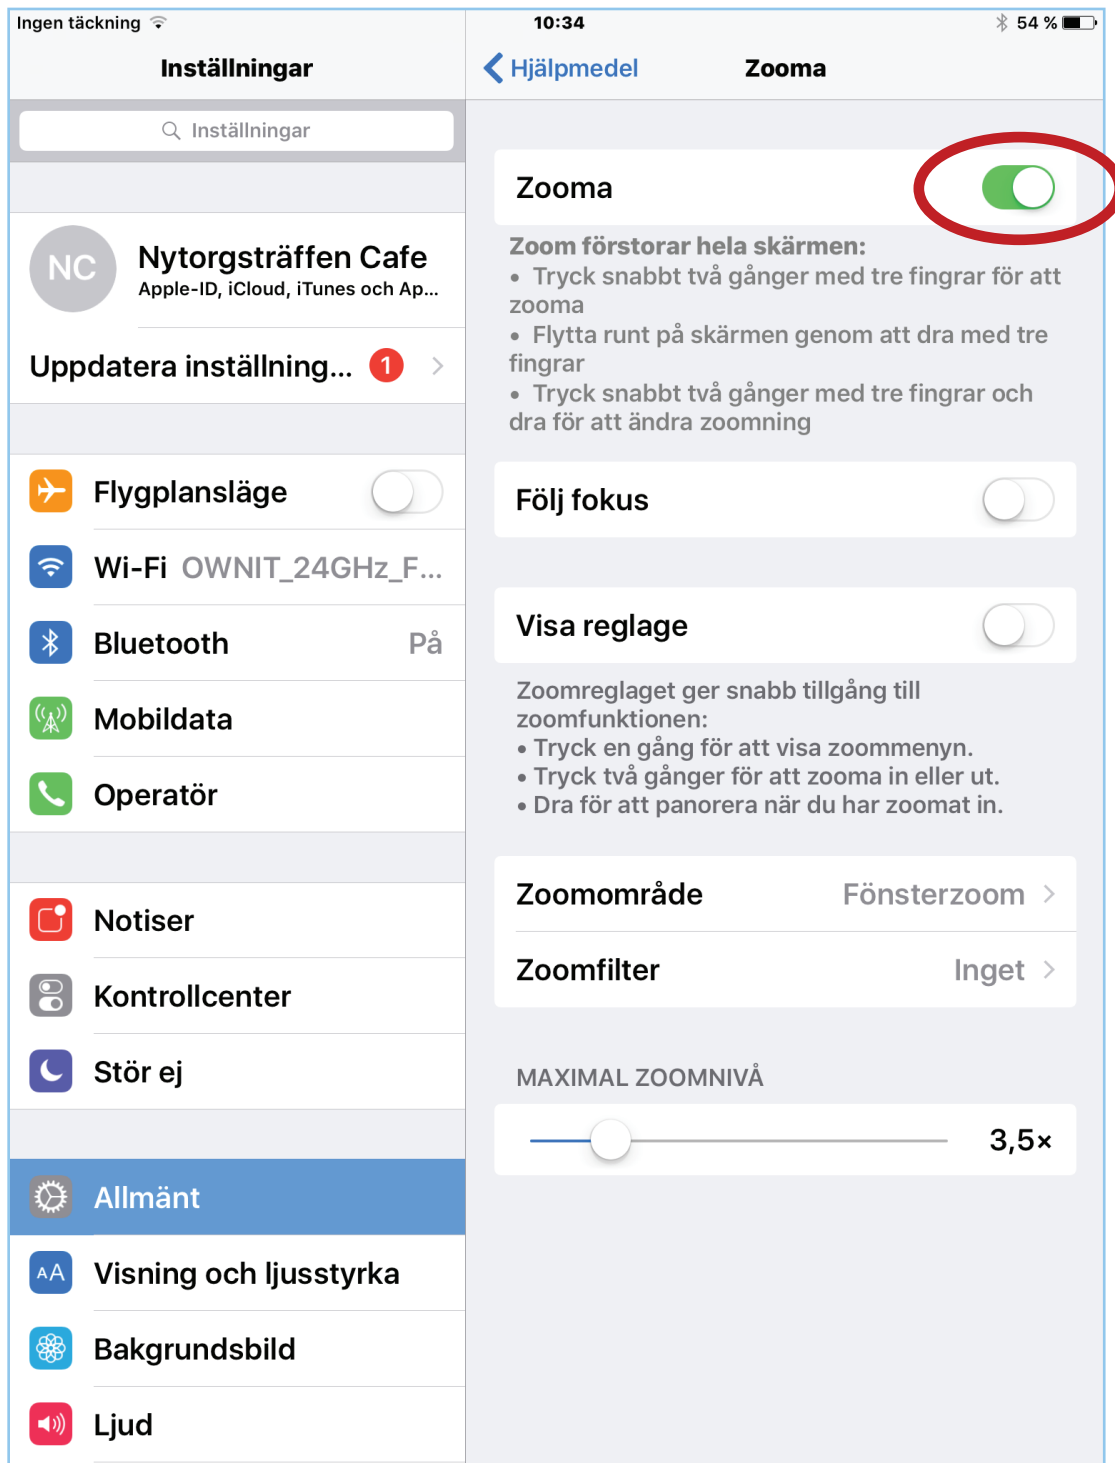 Ingen täckning
10:34
54 %
Inställningar
Inställningar
NC
Nytorgsträffen Cafe
Apple-ID, iCloud, iTunes och Ap...
Uppdatera inställning... 1
Flygplansläge
Wi-Fi OWNIT_24GHz_F...
Bluetooth På
Mobildata
Operatör
Notiser
Kontrollcenter
Stör ej
Allmänt
AA Visning och ljusstyrka
Bakgrundsbild
Ljud
Hjälpmedel Zooma
Zooma
Zoom förstorar hela skärmen:
• Tryck snabbt två gånger med tre fingrar för att
zooma
• Flytta runt på skärmen genom att dra med tre
fingrar
• Tryck snabbt två gånger med tre fingrar och
dra för att ändra zoomning
Följ fokus
Visa reglage
Zoomreglaget ger snabb tillgång till
zoomfunktionen:
• Tryck en gång för att visa zoommenyn.
• Tryck två gånger för att zooma in eller ut.
• Dra för att panorera när du har zoomat in.
Zoomområde Fönsterzoom
Zoomfilter Inget
MAXIMAL ZOOMNIVÅ
3,5×